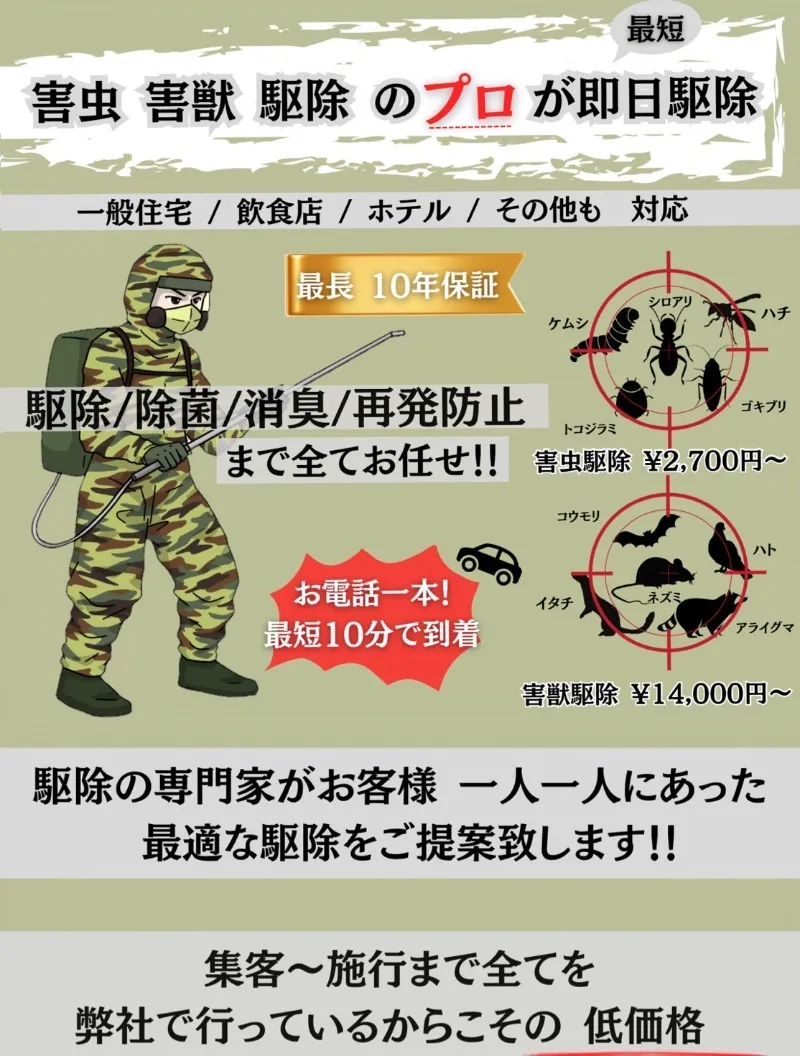 最短
害虫 害獣 駆除 のプロ が即日駆除
一般住宅 / 飲食店 / ホテル / その他も 対応
最長 10年保証
シロアリ
ケムシ
ハチ
トコジラミ
ゴキブリ
害虫駆除 ¥2,700円〜
駆除/除菌/消臭/再発防止
まで全てお任せ!!
コウモリ
ハト
イタチ
ネズミ
アライグマ
害獣駆除 ¥14,000円〜
お電話一本!
最短10分で到着
駆除の専門家がお客様 一人一人にあった
最適な駆除をご提案致します!!
集客〜施行まで全てを
弊社で行っているからこその 低価格